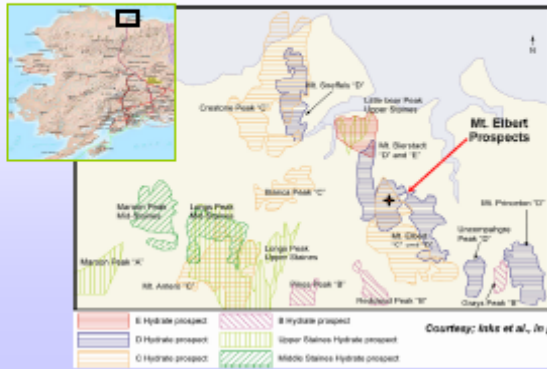 N
Mt. Sneffels "D"
Crestone Peak "C"
Little bear Peak
Upper Staines
Mt. Bierstadt
"D" and "E"
Mt. Elbert
Prospects
Bianca Peak "C"
Maroon Peak
Mid-Staines
Longs Peak
Mid-Staines
Mt. Princeton "D"
Longs Peak
Upper Staines
Mt. Elbert
"C" and "D"
Uncompahgre
Peak "D"
Maroon Peak "A"
Mt. Antero "C"
Pikes Peak "B"
Redcloud Peak "B"
Grays Peak "B"
E Hydrate prospect
B Hydrate prospect
D Hydrate prospect
Upper Staines Hydrate prospect
C Hydrate prospect
Middle Staines Hydrate prospect
Courtesy; Inks et al., in p